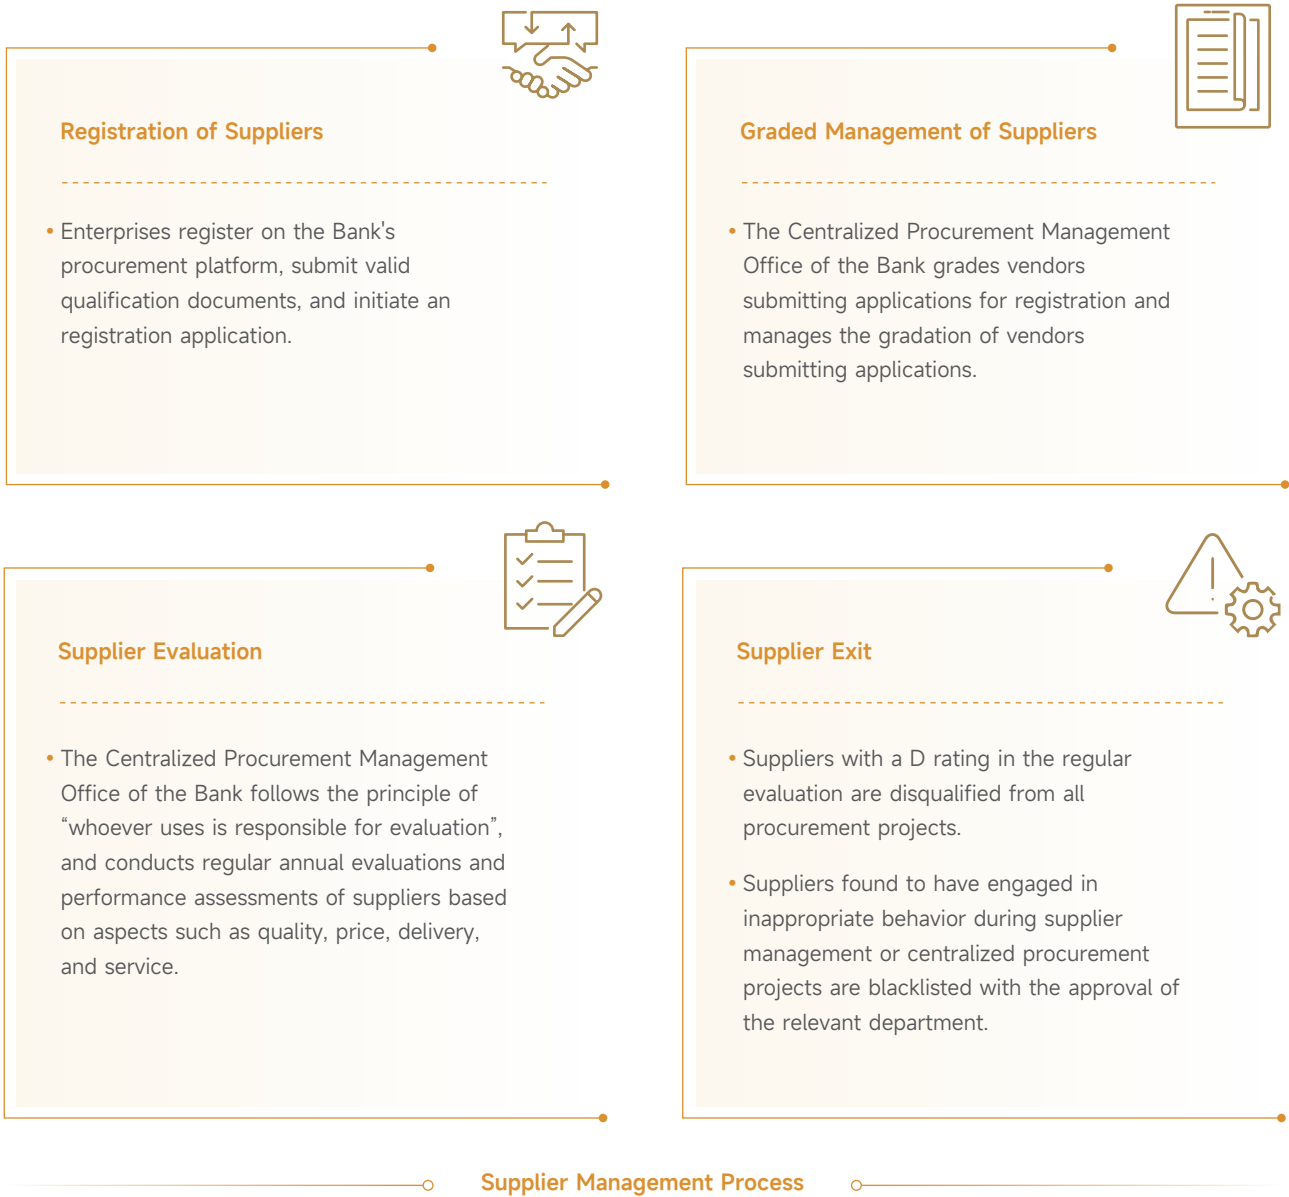 Registration of Suppliers
• Enterprises register on the Bank's
procurement platform, submit valid
qualification documents, and initiate an
registration application.
Graded Management of Suppliers
• The Centralized Procurement Management
Office of the Bank grades vendors
submitting applications for registration and
manages the gradation of vendors
submitting applications.
Supplier Evaluation
• The Centralized Procurement Management
Office of the Bank follows the principle of
“whoever uses is responsible for evaluation”,
and conducts regular annual evaluations and
performance assessments of suppliers based
on aspects such as quality, price, delivery,
and service.
Supplier Exit
• Suppliers with a D rating in the regular
evaluation are disqualified from all
procurement projects.
• Suppliers found to have engaged in
inappropriate behavior during supplier
management or centralized procurement
projects are blacklisted with the approval of
the relevant department.
Supplier Management Process